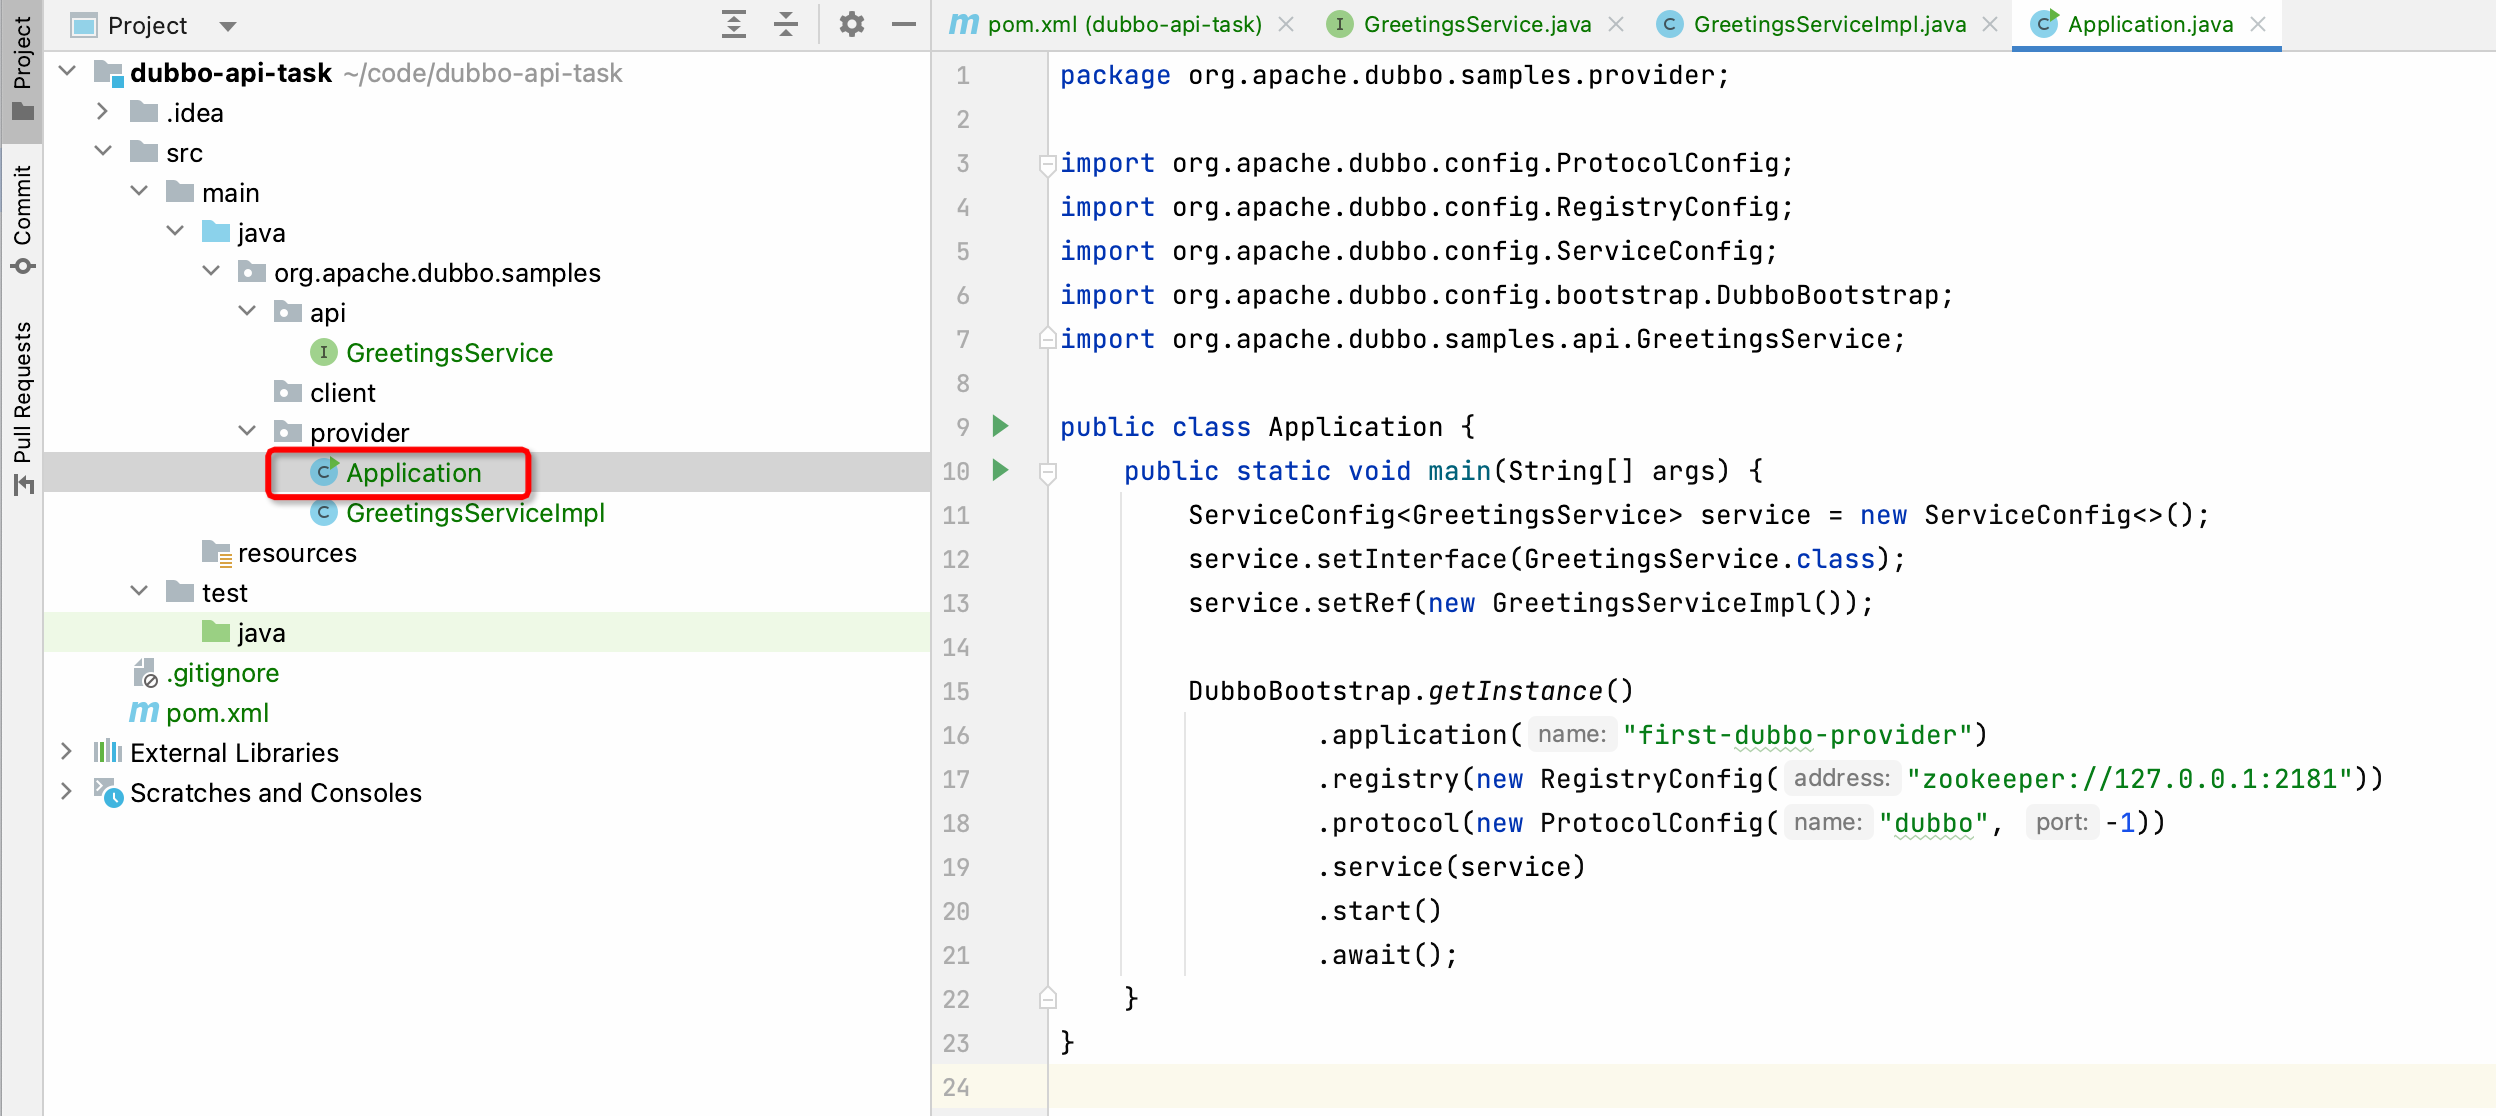 Project
Commit
Pull Requests
Project
dubbo-api-task ~/code/dubbo-api-task
.idea
src
main
java
org.apache.dubbo.samples
api
GreetingsService
client
provider
Application
GreetingsServiceImpl
resources
test
java
.gitignore
pom.xml
External Libraries
Scratches and Consoles
pom.xml (dubbo-api-task) GreetingsService.java GreetingsServiceImpl.java Application.java
1 package org.apache.dubbo.samples.provider;
2
3 import org.apache.dubbo.config.ProtocolConfig;
4 import org.apache.dubbo.config.RegistryConfig;
5 import org.apache.dubbo.config.ServiceConfig;
6 import org.apache.dubbo.config.bootstrap.DubboBootstrap;
7 import org.apache.dubbo.samples.api.GreetingsService;
8
9 public class Application {
10 public static void main(String[] args) {
11 ServiceConfig<GreetingsService> service = new ServiceConfig<>();
12 service.setInterface(GreetingsService.class);
13 service.setRef(new GreetingsServiceImpl());
14
15 DubboBootstrap.getInstance()
16 .application( name: "first-dubbo-provider")
17 .registry(new RegistryConfig( address: "zookeeper://127.0.0.1:2181"))
18 .protocol(new ProtocolConfig( name: "dubbo", port: -1))
19 .service(service)
20 .start()
21 .await();
22 }
23 }
24